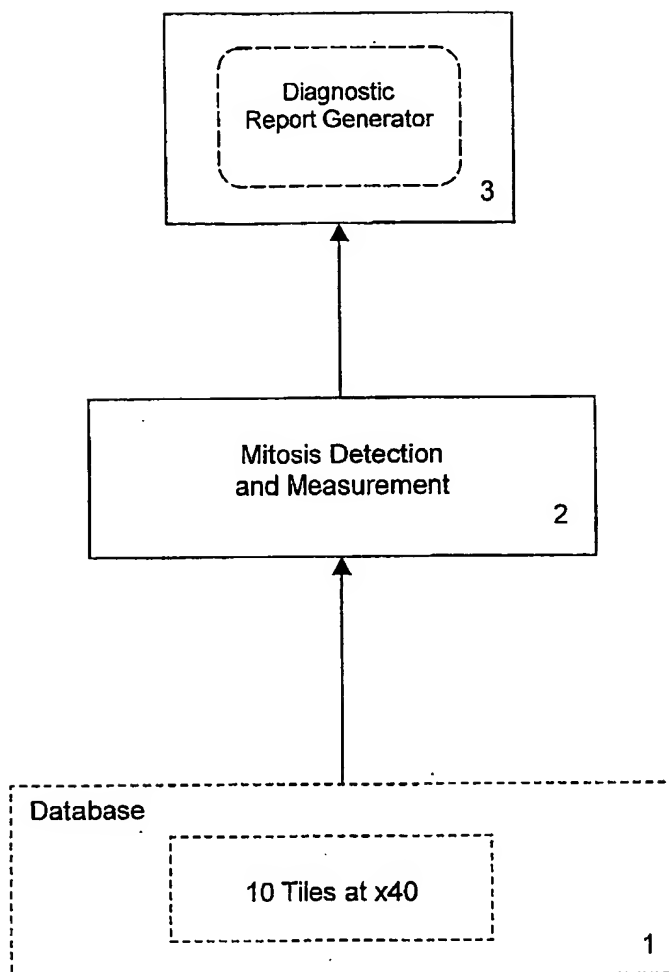 Diagnostic
Report Generator
3
Mitosis Detection
and Measurement
2
Database
10 Tiles at x40
1